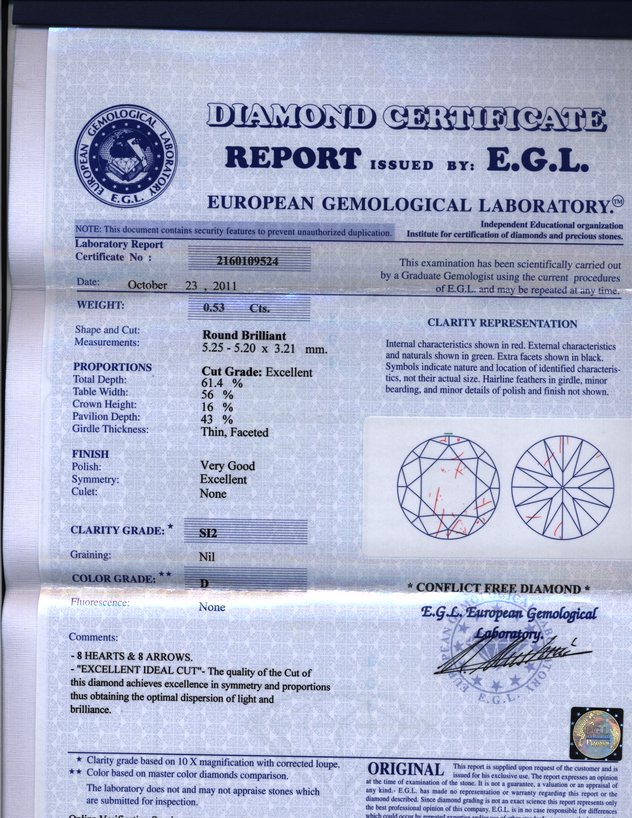 DIAMOND CERTIFICATE
REPORT ISSUED BY: E.G.L.
EUROPEAN GEMOLOGICAL LABORATORY.™
EUROPEAN GEMOLOGICAL LABORATORY
E.G.L.
NOTE: This document contains security features to prevent unauthorized duplication.
Independent Educational organization
Institute for certification of diamonds and precious stones.
Laboratory Report
Certificate No : 2160109524
Date: October 23 , 2011
This examination has been scientifically carried out
by a Graduate Gemologist using the current procedures
of E.G.L. and may be repeated at any time.
WEIGHT: 0.53 Cts.
Shape and Cut: Round Brilliant
Measurements: 5.25 - 5.20 x 3.21 mm.
PROPORTIONS Cut Grade: Excellent
Total Depth: 61.4 %
Table Width: 56 %
Crown Height: 16 %
Pavilion Depth: 43 %
Girdle Thickness: Thin, Faceted
FINISH
Polish: Very Good
Symmetry: Excellent
Culet: None
CLARITY GRADE: * SI2
Graining: Nil
COLOR GRADE: ** D
Fluorescence: None
CLARITY REPRESENTATION
Internal characteristics shown in red. External characteristics
and naturals shown in green. Extra facets shown in black.
Symbols indicate nature and location of identified characteris-
tics, not their actual size. Hairline feathers in girdle, minor
bearding, and minor details of polish and finish not shown.
* CONFLICT FREE DIAMOND *
E.G.L. European Gemological
Laboratory.
Comments:
- 8 HEARTS & 8 ARROWS.
- "EXCELLENT IDEAL CUT"- The quality of the Cut of
this diamond achieves excellence in symmetry and proportions
thus obtaining the optimal dispersion of light and
brilliance.
* Clarity grade based on 10 X magnification with corrected loupe.
** Color based on master color diamonds comparison.
The laboratory does not and may not appraise stones which
are submitted for inspection.
ORIGINAL This report is supplied upon request of the customer and is
issued for his exclusive use. The report expresses an opinion
at the time of examination of the stone. It is not a guarantee, a valuation or an appraisal of
any kind.- E.G.L. has made no representation or warranty regarding this report or the
diamond described. Since diamond grading is not an exact science this report represents only
the best professional opinion of this company. E.G.L. is in no case responsible for differences